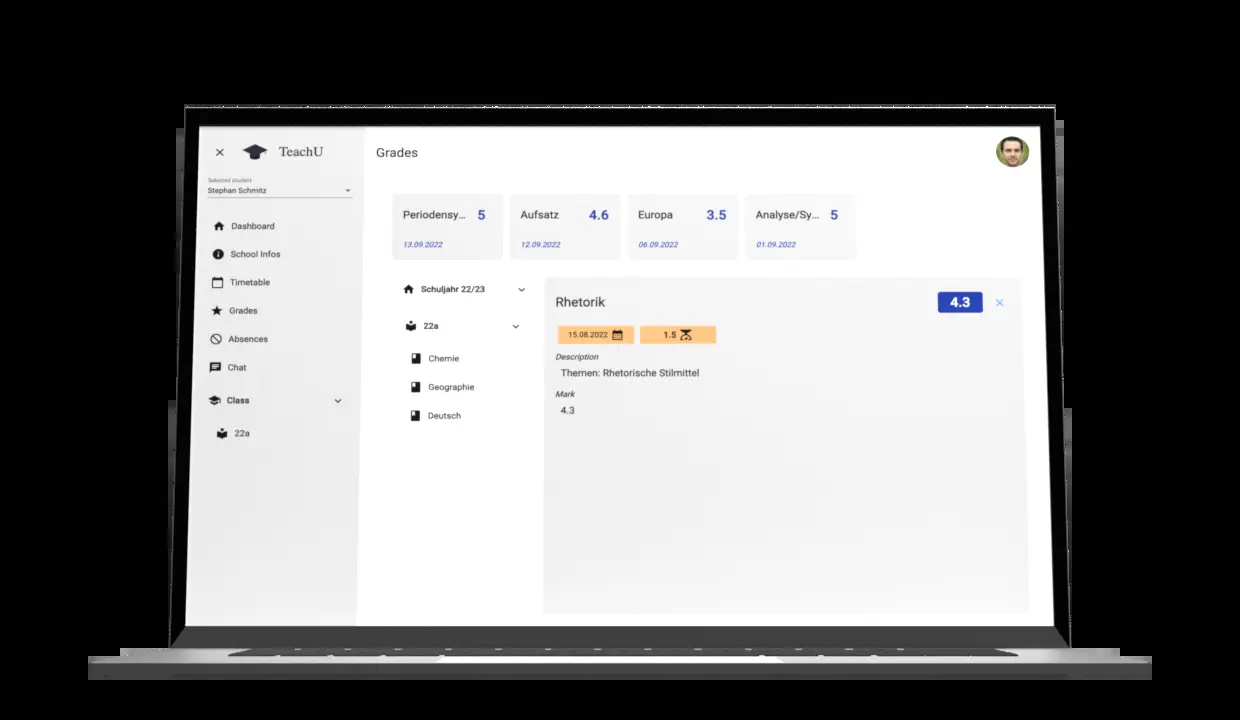 TeachU
Selected student
Stephan Schmitz
Dashboard
School Infos
Timetable
Grades
Absences
Chat
Class
22a
Grades
Periodensy... 5
13.09.2022
Aufsatz 4.6
12.09.2022
Europa 3.5
06.09.2022
Analyse/Sy... 5
01.09.2022
Schuljahr 22/23
22a
Chemie
Geographie
Deutsch
Rhetorik 4.3
15.08.2022 1.5
Description
Themen: Rhetorische Stilmittel
Mark
4.3